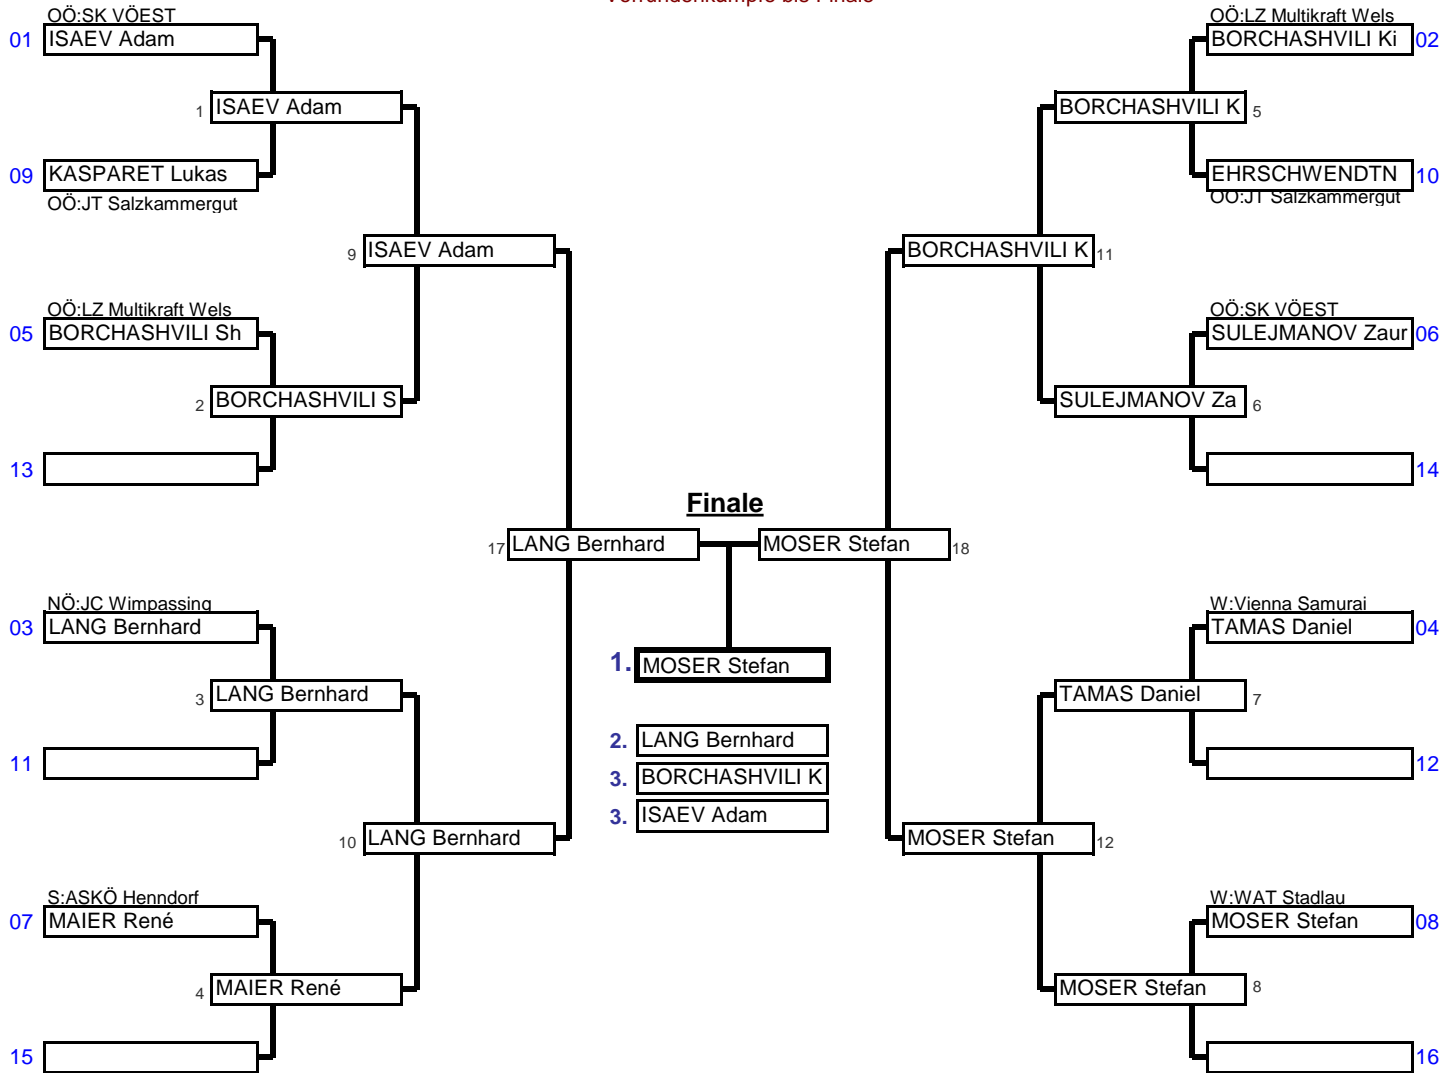 Vorrundenkämpfe bis Finale
OÖ:SK VÖEST
01 ISAEV Adam
1 ISAEV Adam
09 KASPARET Lukas
OÖ:JT Salzkammergut
9 ISAEV Adam
OÖ:LZ Multikraft Wels
05 BORCHASHVILI Sh
2 BORCHASHVILI S
13
17 LANG Bernhard
NÖ:JC Wimpassing
03 LANG Bernhard
3 LANG Bernhard
11
10 LANG Bernhard
S:ASKÖ Henndorf
07 MAIER René
4 MAIER René
15
Finale
1. MOSER Stefan
2. LANG Bernhard
3. BORCHASHVILI K
3. ISAEV Adam
OÖ:LZ Multikraft Wels
BORCHASHVILI Ki 02
BORCHASHVILI K 5
EHRSCHWENDTN 10
OÖ:JT Salzkammergut
BORCHASHVILI K 11
OÖ:SK VÖEST
SULEJMANOV Zaur 06
SULEJMANOV Za 6
14
MOSER Stefan 18
W:Vienna Samurai
TAMAS Daniel 04
TAMAS Daniel 7
12
MOSER Stefan 12
W:WAT Stadlau
MOSER Stefan 08
MOSER Stefan 8
16